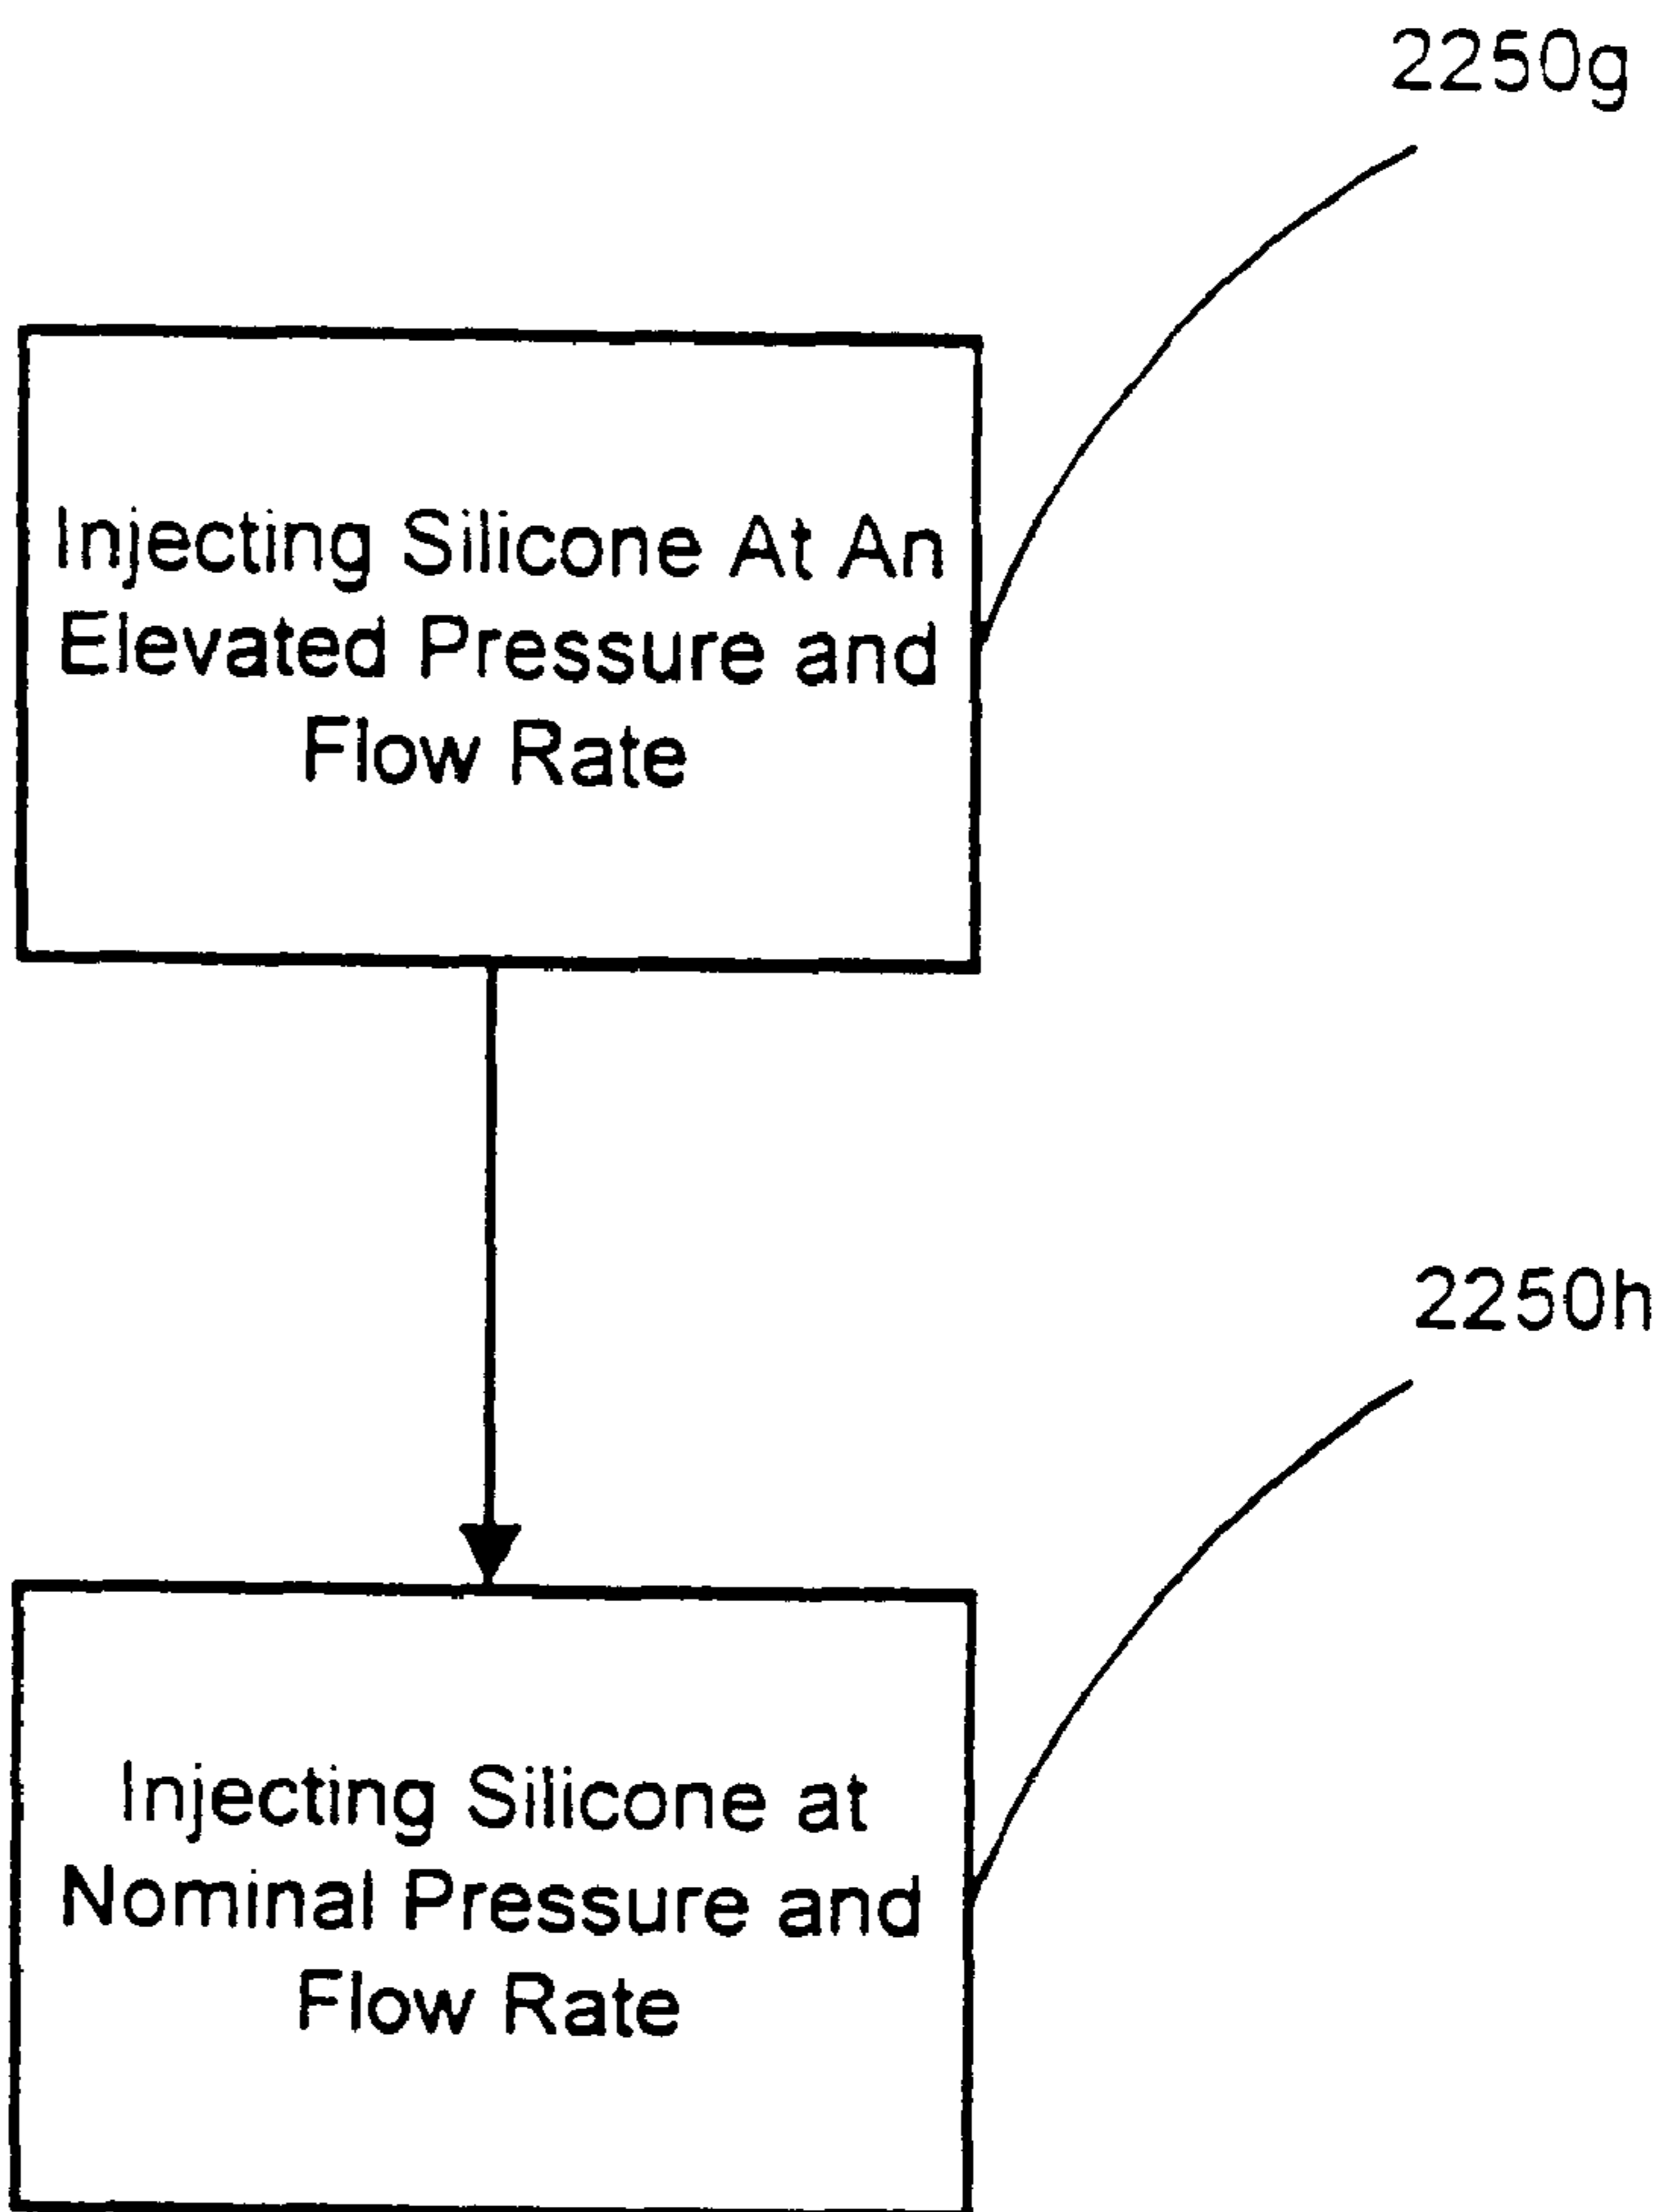 2250g
Injecting Silicone At An
Elevated Pressure and
Flow Rate
2250h
Injecting Silicone at
Nominal Pressure and
Flow Rate